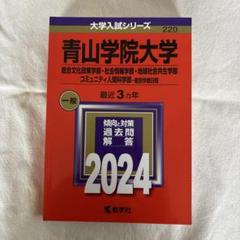 大学入試シリーズ
220
青山学院大学
総合文化政策学部・社会情報学部・地球社会共生学部
コミュニティ人間科学部-個別学部日程
一般
最近3ヵ年
傾向と対策
過去問
解答
2024
教学社